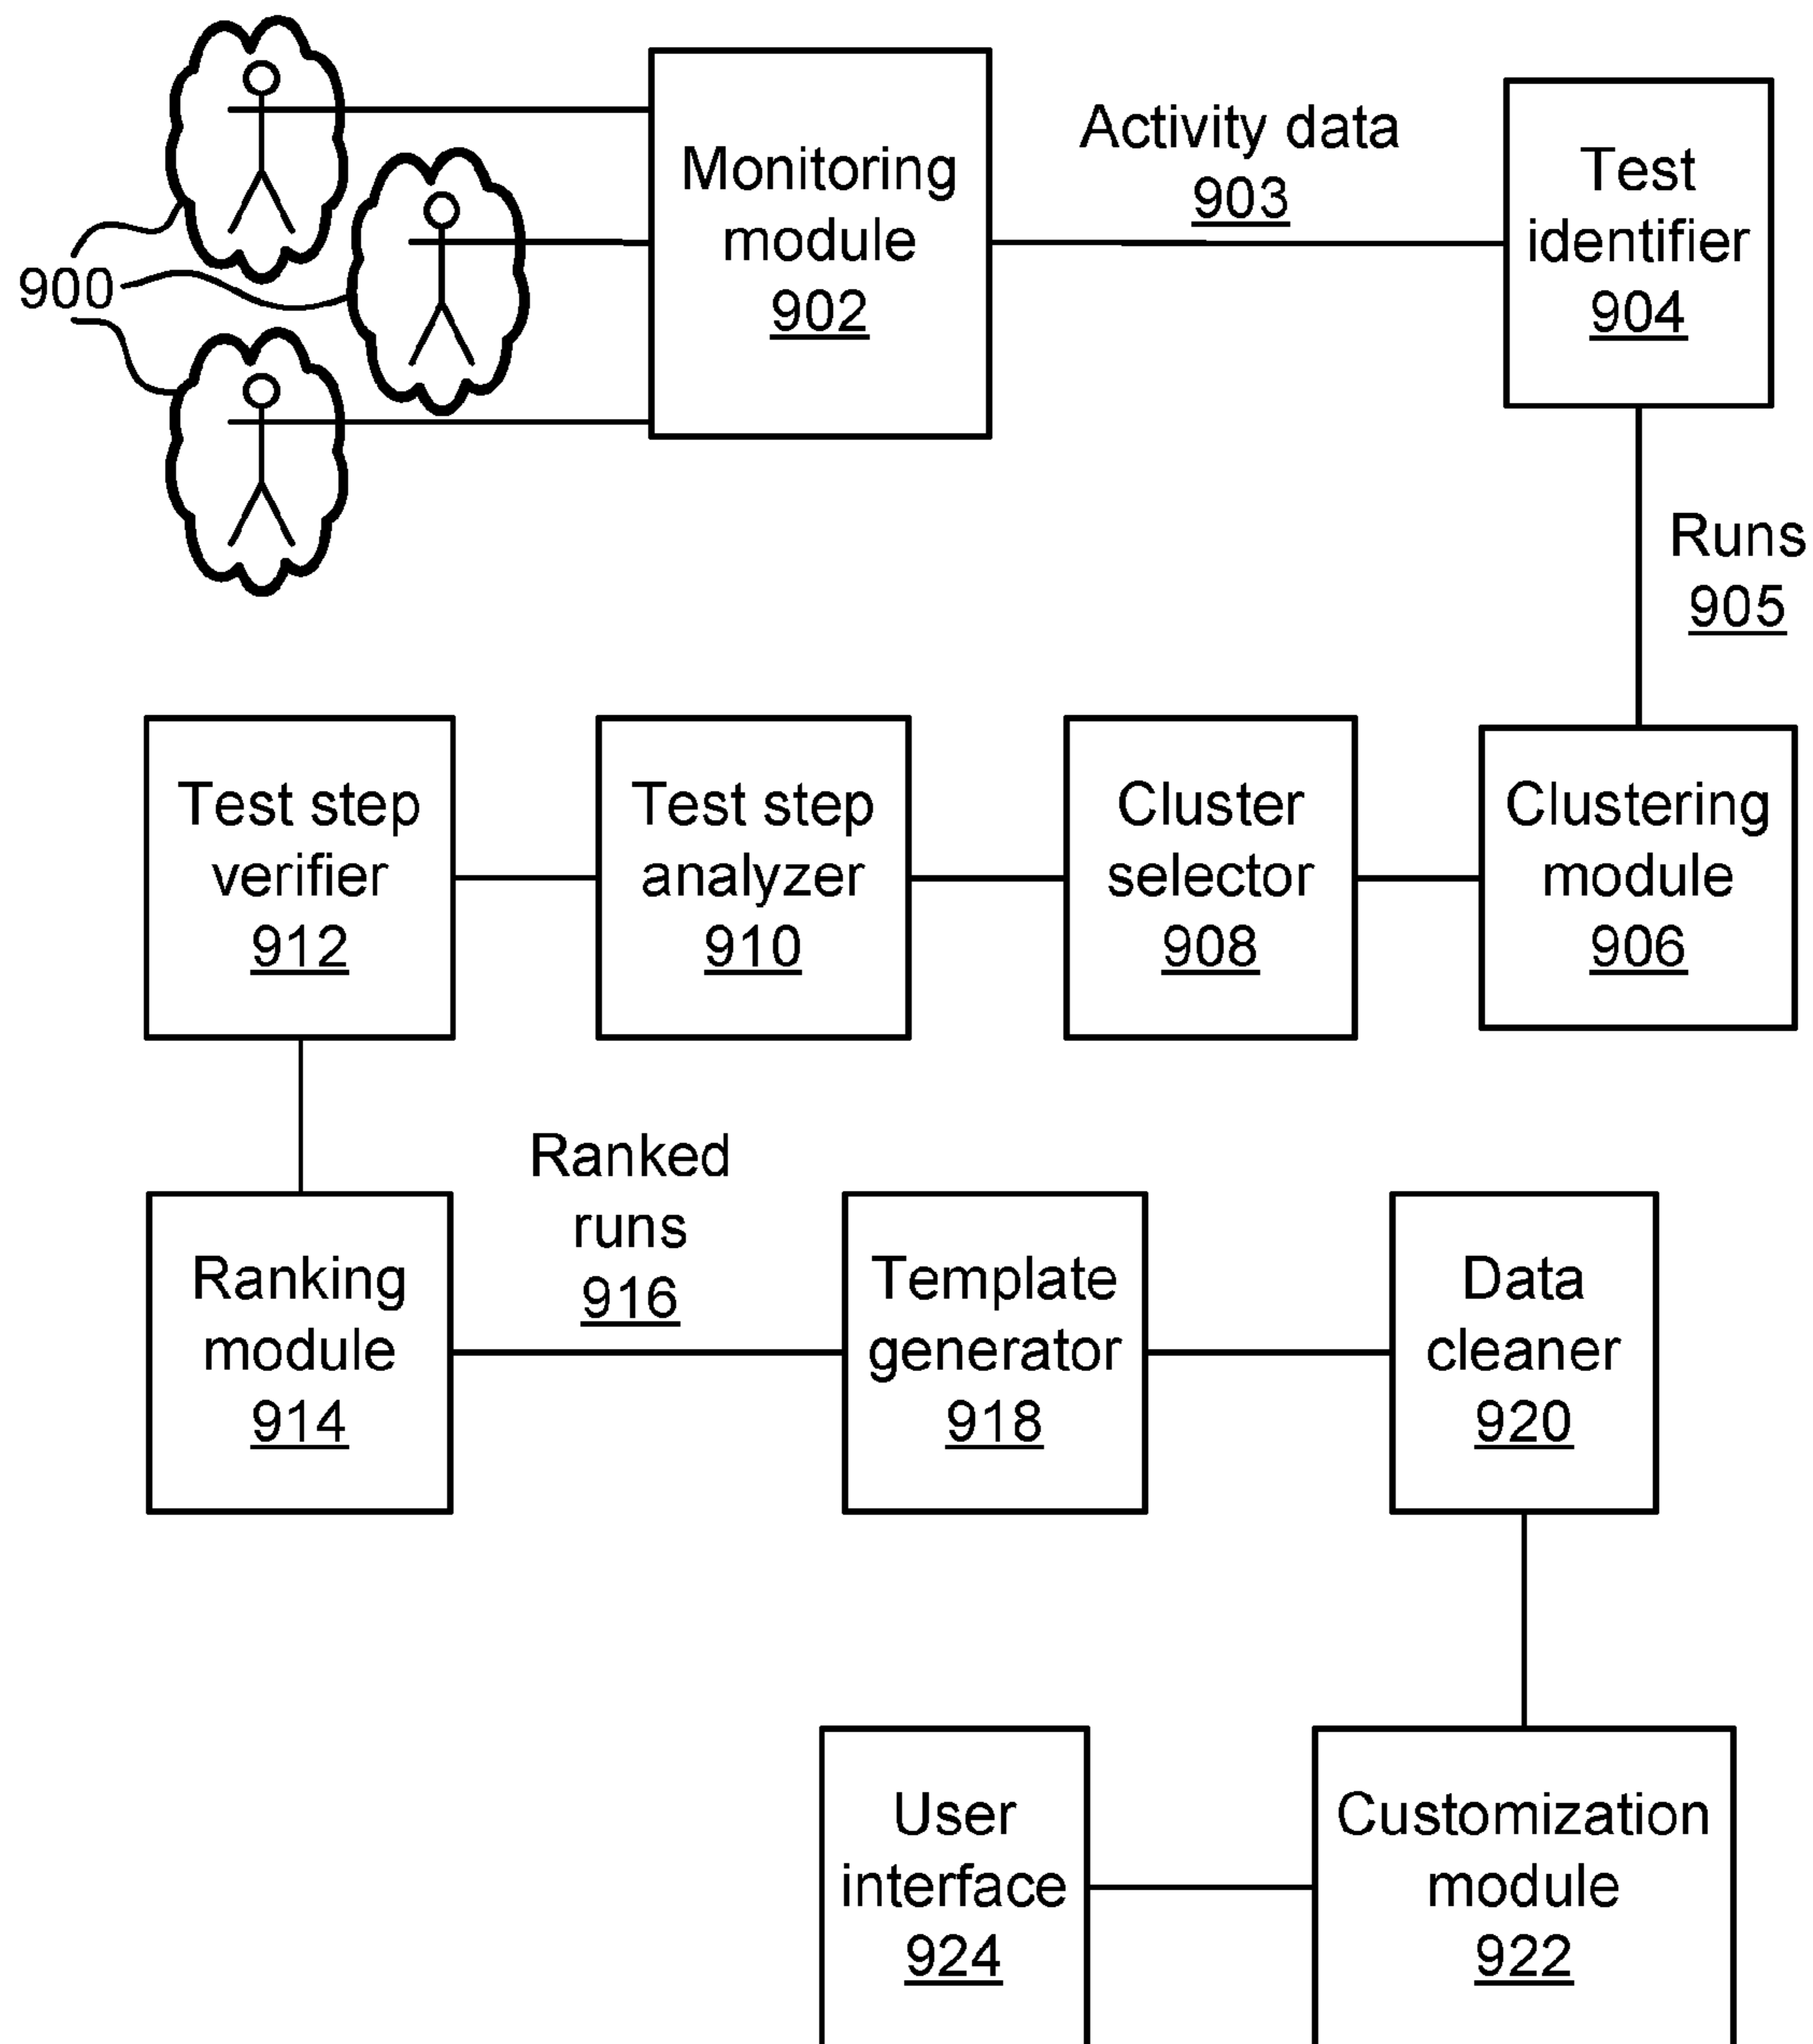 900
Monitoring
module
902
Activity data
903
Test
identifier
904
Runs
905
Test step
verifier
912
Test step
analyzer
910
Cluster
selector
908
Clustering
module
906
Ranking
module
914
Ranked
runs
916
Template
generator
918
Data
cleaner
920
User
interface
924
Customization
module
922